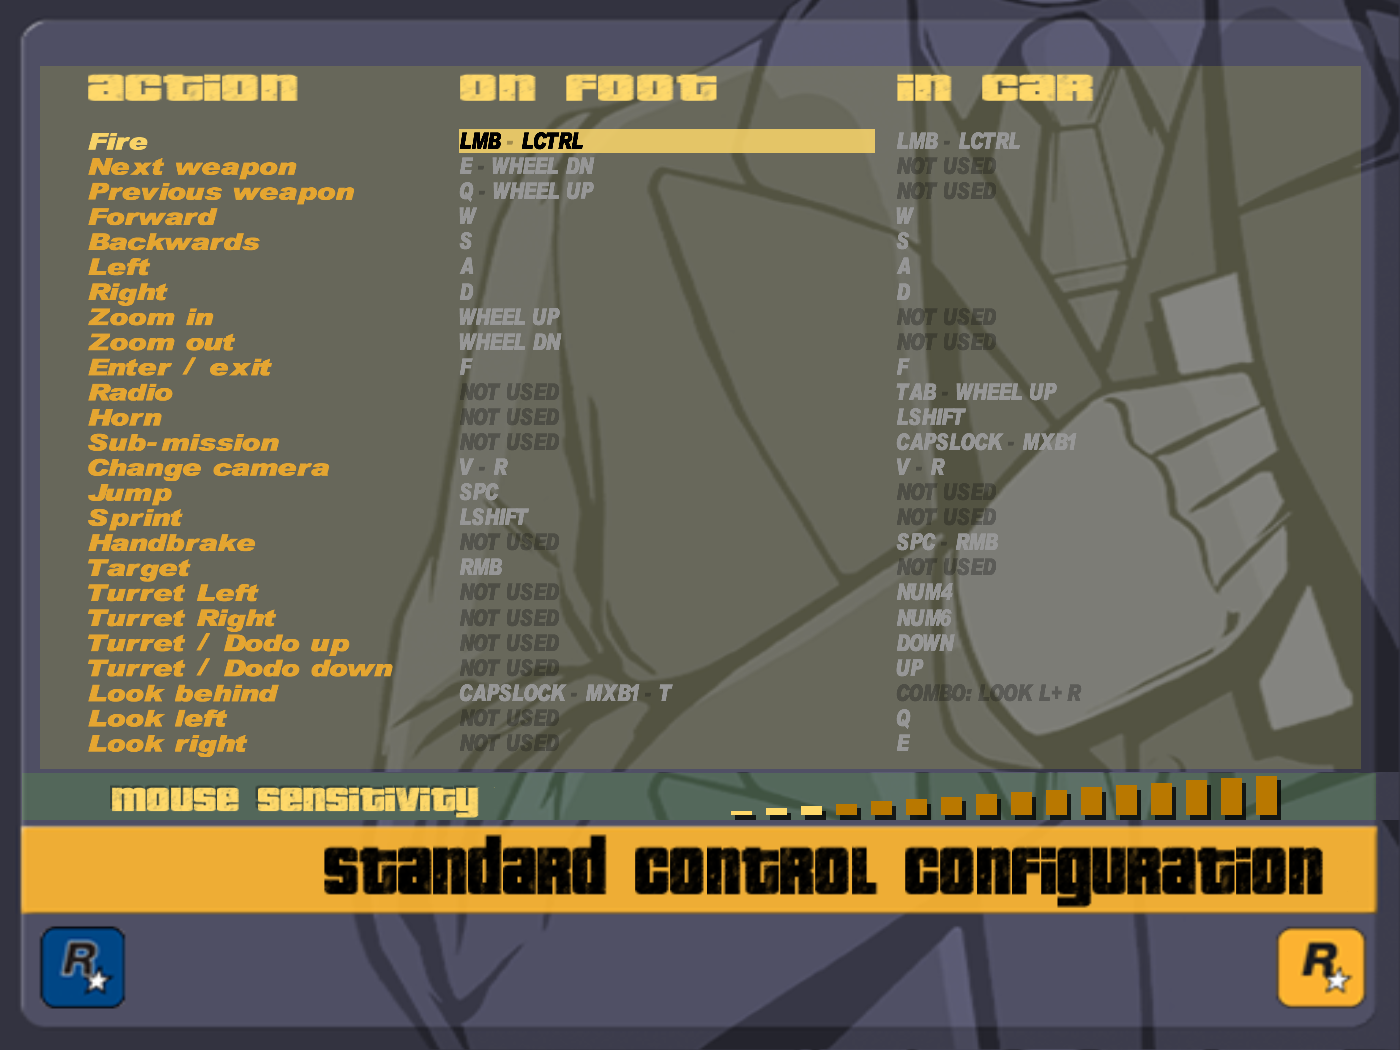 action on foot in car
Fire LMB - LCTRL LMB - LCTRL
Next weapon E - WHEEL DN NOT USED
Previous weapon Q - WHEEL UP NOT USED
Forward W W
Backwards S S
Left A A
Right D D
Zoom in WHEEL UP NOT USED
Zoom out WHEEL DN NOT USED
Enter / exit F F
Radio NOT USED TAB - WHEEL UP
Horn NOT USED LSHIFT
Sub-mission NOT USED CAPSLOCK - MXB1
Change camera V - R V - R
Jump SPC NOT USED
Sprint LSHIFT NOT USED
Handbrake NOT USED SPC - RMB
Target RMB NOT USED
Turret Left NOT USED NUM4
Turret Right NOT USED NUM6
Turret / Dodo up NOT USED DOWN
Turret / Dodo down NOT USED UP
Look behind CAPSLOCK - MXB1 - T COMBO: LOOK L+ R
Look left NOT USED Q
Look right NOT USED E
mouse sensitivity
Standard control configuration
R R